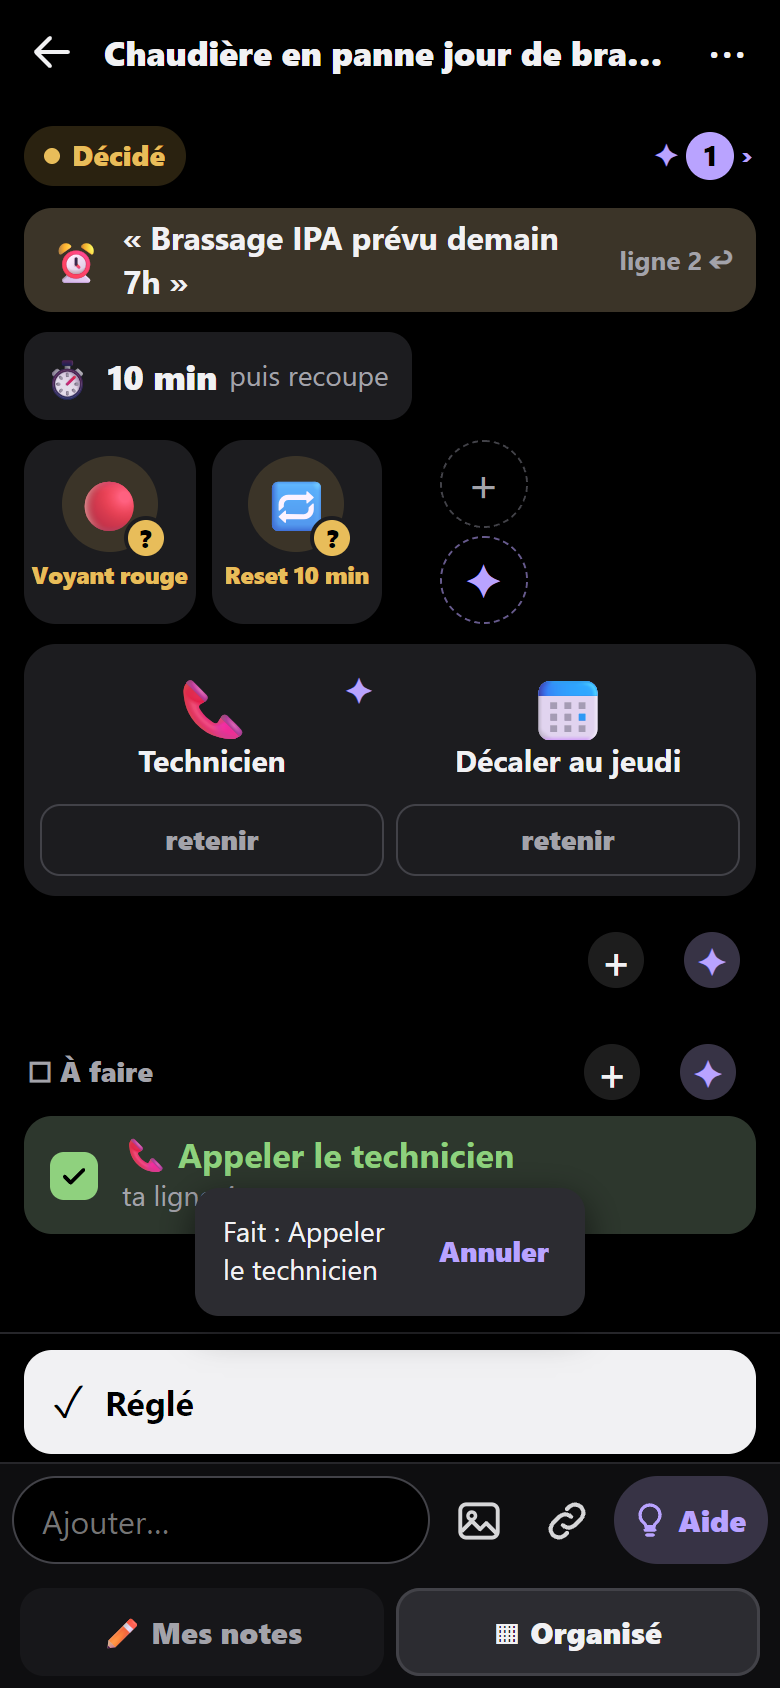 Chaudière en panne jour de bra...
Décidé
1
« Brassage IPA prévu demain
7h »
ligne 2
10 min puis recoupe
? ?
Voyant rouge Reset 10 min
Technicien Décaler au jeudi
retenir retenir
À faire
Appeler le technicien
ta ligne
Fait : Appeler
le technicien
Annuler
Réglé
Ajouter...
Aide
Mes notes Organisé